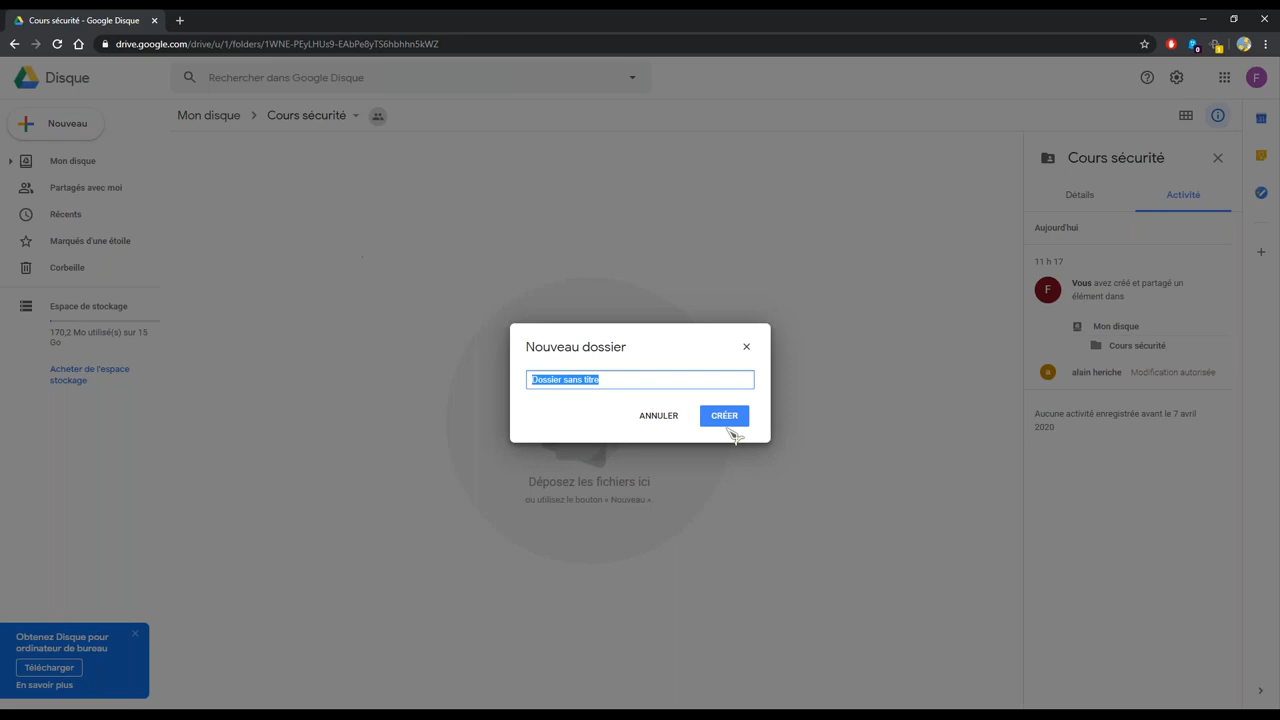 Cours sécurité - Google Disque
drive.google.com/drive/u/1/folders/1WNE-PEyLHUs9-EAbPe8yTS6hbhhn5kWZ
Disque
Rechercher dans Google Disque
F
Nouveau
Mon disque
Cours sécurité
Mon disque
Partagés avec moi
Récents
Marqués d'une étoile
Corbeille
Espace de stockage
170,2 Mo utilisé(s) sur 15
Go
Acheter de l'espace
stockage
Obtenez Disque pour
ordinateur de bureau
Télécharger
En savoir plus
Nouveau dossier
Dossier sans titre
ANNULER
CRÉER
Déposez les fichiers ici
ou utilisez le bouton « Nouveau ».
Cours sécurité
Détails
Activité
Aujourd'hui
11 h 17
F
Vous avez créé et partagé un
élément dans
Mon disque
Cours sécurité
a
alain heriche Modification autorisée
Aucune activité enregistrée avant le 7 avril
2020